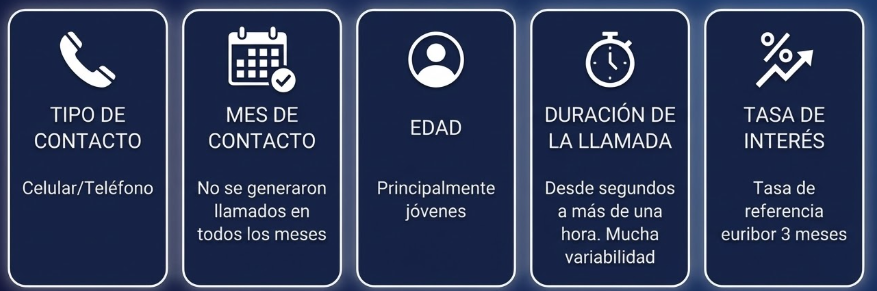 TIPO DE
CONTACTO
Celular/Teléfono
MES DE
CONTACTO
No se generaron
llamados en
todos los meses
EDAD
Principalmente
jóvenes
DURACIÓN DE
LA LLAMADA
Desde segundos
a más de una
hora. Mucha
variabilidad
TASA DE
INTERÉS
Tasa de
referencia
euribor 3 meses